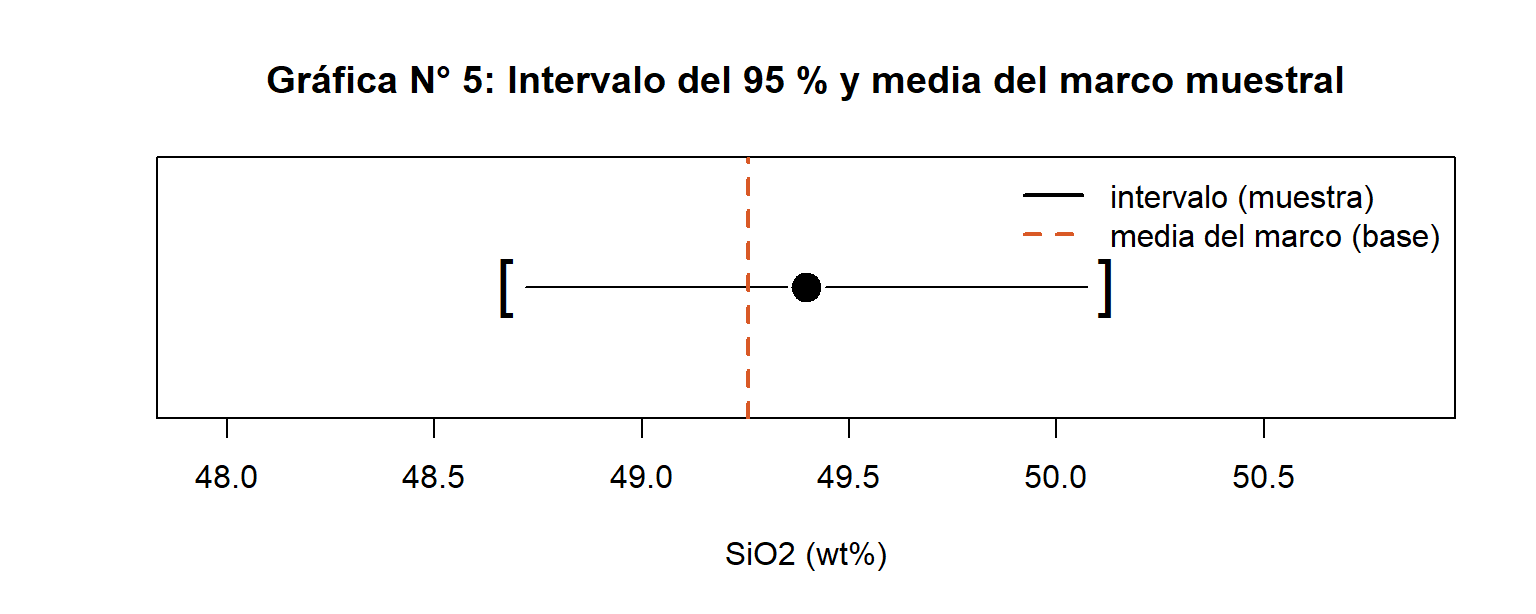 Gráfica N° 5: Intervalo del 95 % y media del marco muestral
intervalo (muestra)
media del marco (base)
[ ]
48.0 48.5 49.0 49.5 50.0 50.5
SiO2 (wt%)